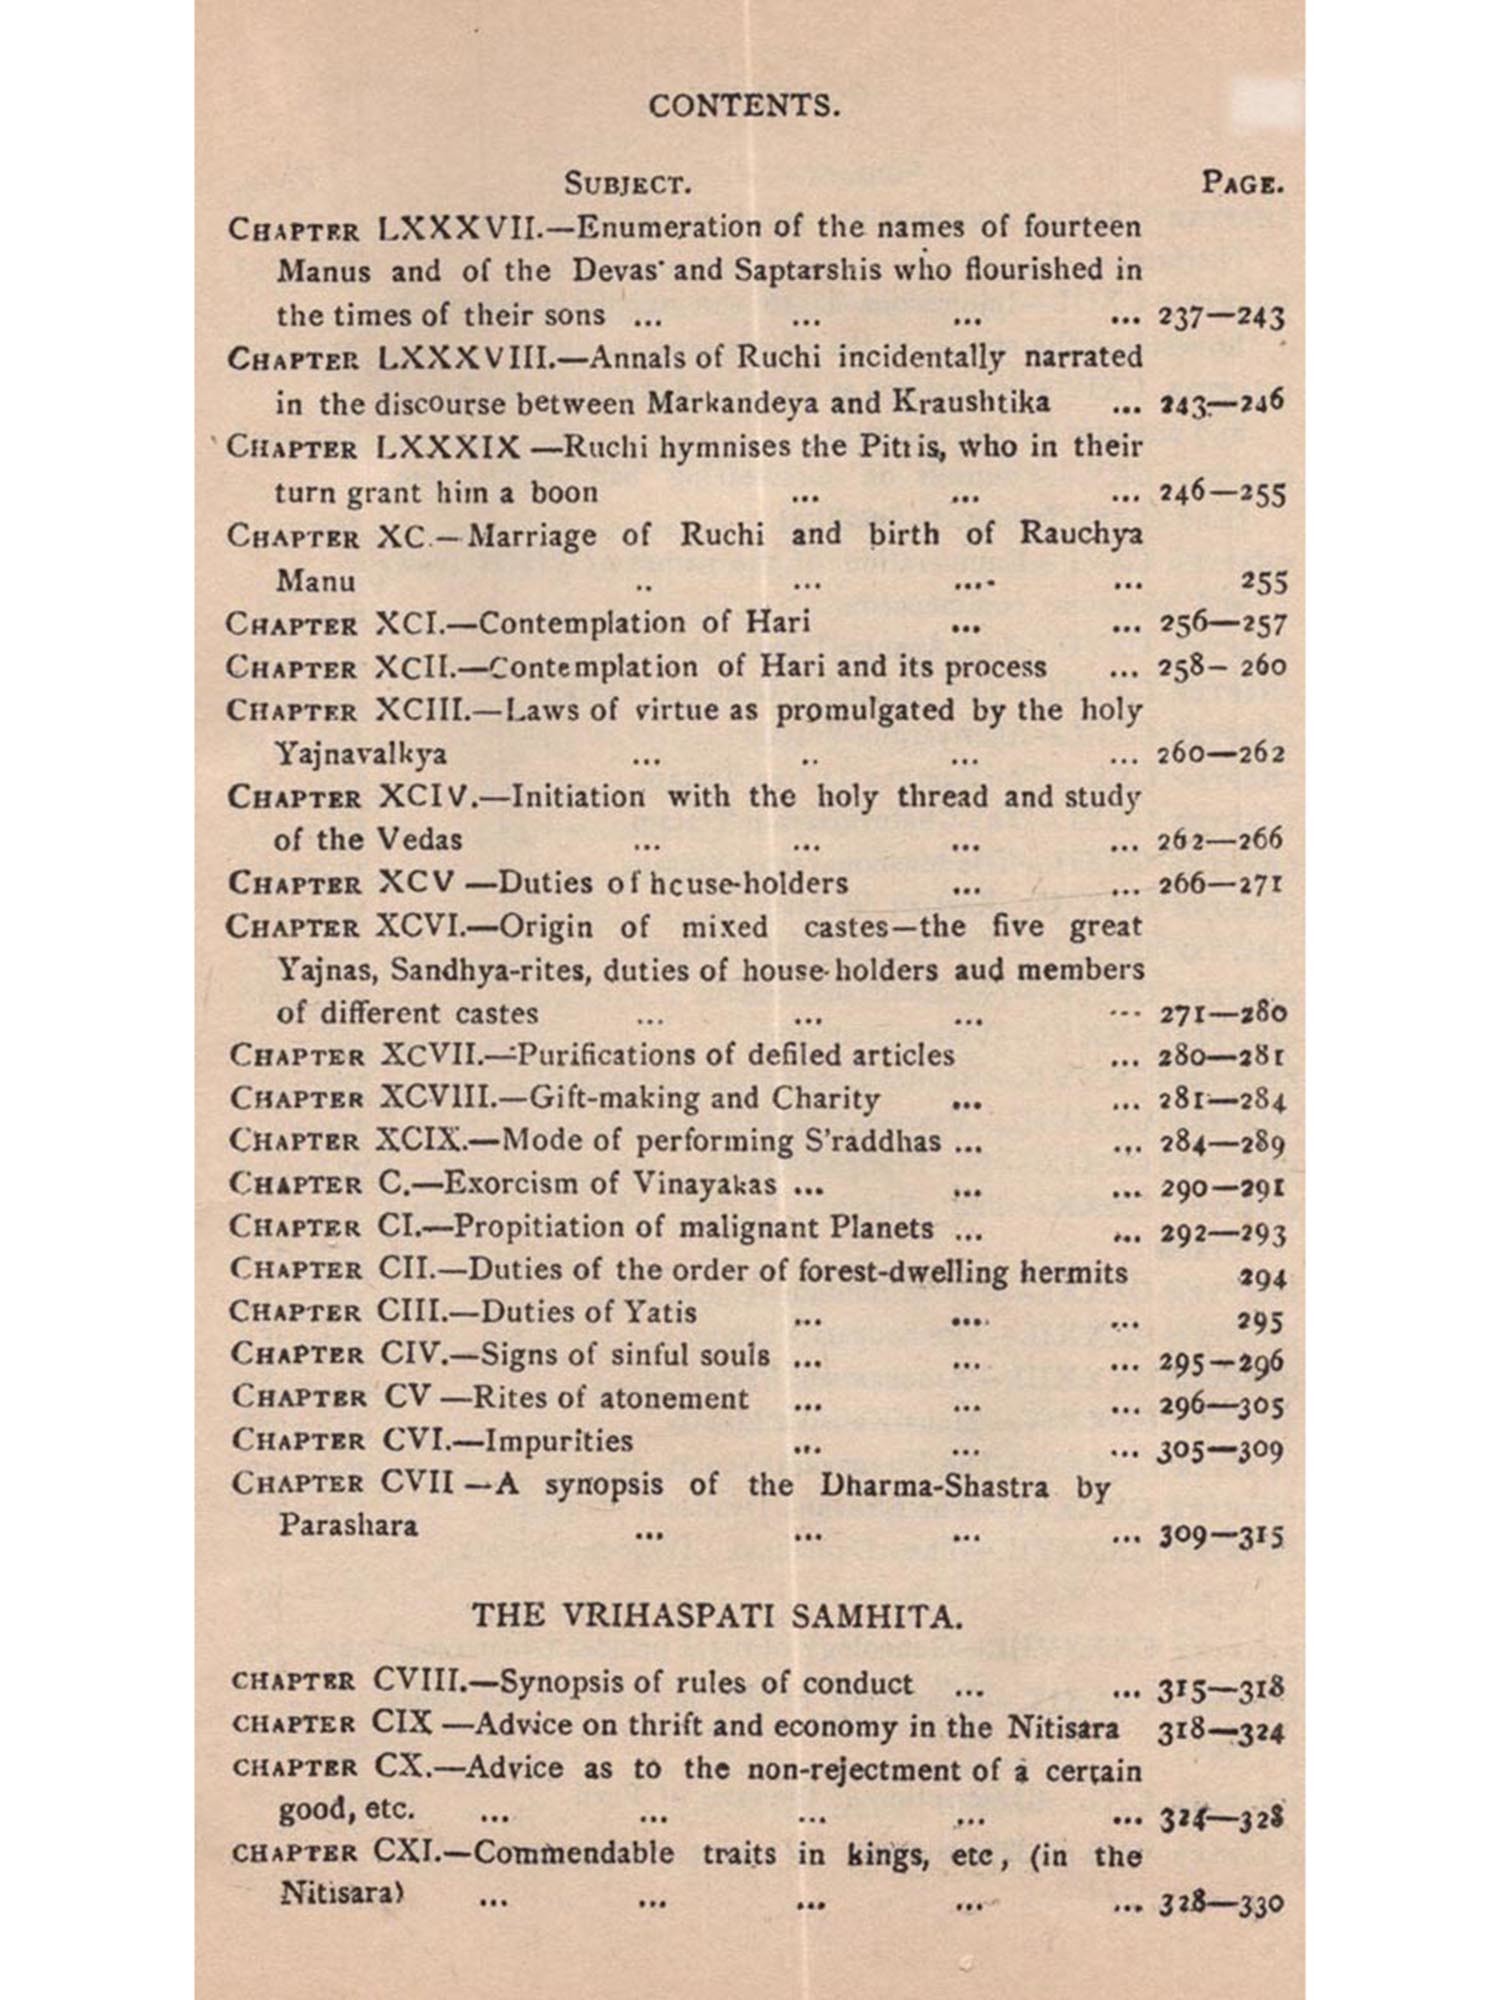 CONTENTS.
SUBJECT. PAGE.
CHAPTER LXXXVII.—Enumeration of the names of fourteen
Manus and of the Devas and Saptarshis who flourished in
the times of their sons ... ... ... ... 237—243
CHAPTER LXXXVIII.—Annals of Ruchi incidentally narrated
in the discourse between Markandeya and Kraushtika ... 243—246
CHAPTER LXXXIX —Ruchi hymnises the Pitris, who in their
turn grant him a boon ... ... ... 246—255
CHAPTER XC.—Marriage of Ruchi and birth of Rauchya
Manu .. ... .... ... 255
CHAPTER XCI.—Contemplation of Hari ... ... 256—257
CHAPTER XCII.—Contemplation of Hari and its process ... 258— 260
CHAPTER XCIII.—Laws of virtue as promulgated by the holy
Yajnavalkya ... .. ... ... 260—262
CHAPTER XCIV.—Initiation with the holy thread and study
of the Vedas ... ... ... ... 262—266
CHAPTER XCV —Duties of hcuse-holders ... ... 266—271
CHAPTER XCVI.—Origin of mixed castes—the five great
Yajnas, Sandhya-rites, duties of house-holders aud members
of different castes ... ... ... ... 271—280
CHAPTER XCVII.—Purifications of defiled articles ... 280—281
CHAPTER XCVIII.—Gift-making and Charity ... ... 281—284
CHAPTER XCIX.—Mode of performing S'raddhas ... ... 284—289
CHAPTER C.—Exorcism of Vinayakas ... ... ... 290—291
CHAPTER CI.—Propitiation of malignant Planets ... ... 292—293
CHAPTER CII.—Duties of the order of forest-dwelling hermits 294
CHAPTER CIII.—Duties of Yatis ... .... ... 295
CHAPTER CIV.—Signs of sinful souls ... ... ... 295—296
CHAPTER CV —Rites of atonement ... ... ... 296—305
CHAPTER CVI.—Impurities ... ... ... 305—309
CHAPTER CVII —A synopsis of the Dharma-Shastra by
Parashara ... ... ... ... 309—315
THE VRIHASPATI SAMHITA.
CHAPTER CVIII.—Synopsis of rules of conduct ... ... 315—318
CHAPTER CIX —Advice on thrift and economy in the Nitisara 318—324
CHAPTER CX.—Advice as to the non-rejectment of a certain
good, etc. ... ... ... ... ... 324—328
CHAPTER CXI.—Commendable traits in kings, etc, (in the
Nitisara) ... ... ... ... ... 328—330